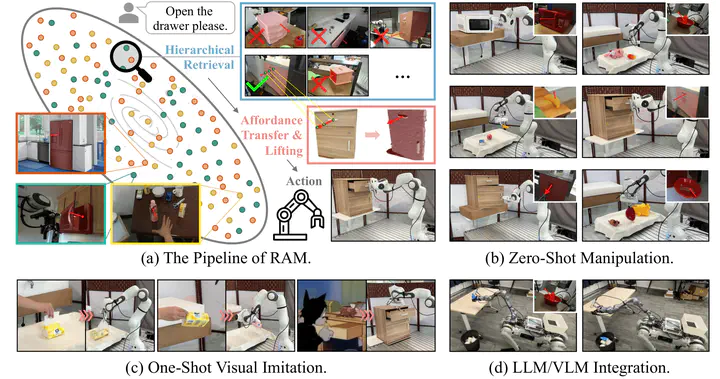 Open the
drawer please.
Hierarchical
Retrieval
...
Affordance
Transfer &
Lifting
Action
(a) The Pipeline of RAM.
(b) Zero-Shot Manipulation.
(c) One-Shot Visual Imitation.
(d) LLM/VLM Integration.